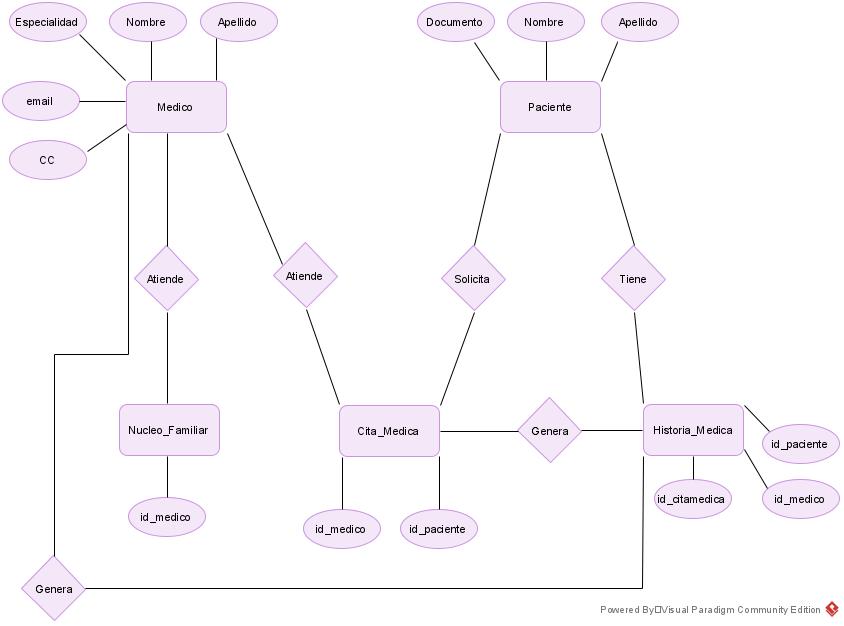 Especialidad
Nombre
Apellido
Documento
Nombre
Apellido
email
Medico
Paciente
CC
Atiende
Atiende
Solicita
Tiene
Nucleo_Familiar
Cita_Medica
Genera
Historia_Medica
id_paciente
id_medico
id_medico
id_paciente
id_citamedica
id_medico
Genera
Powered By□Visual Paradigm Community Edition